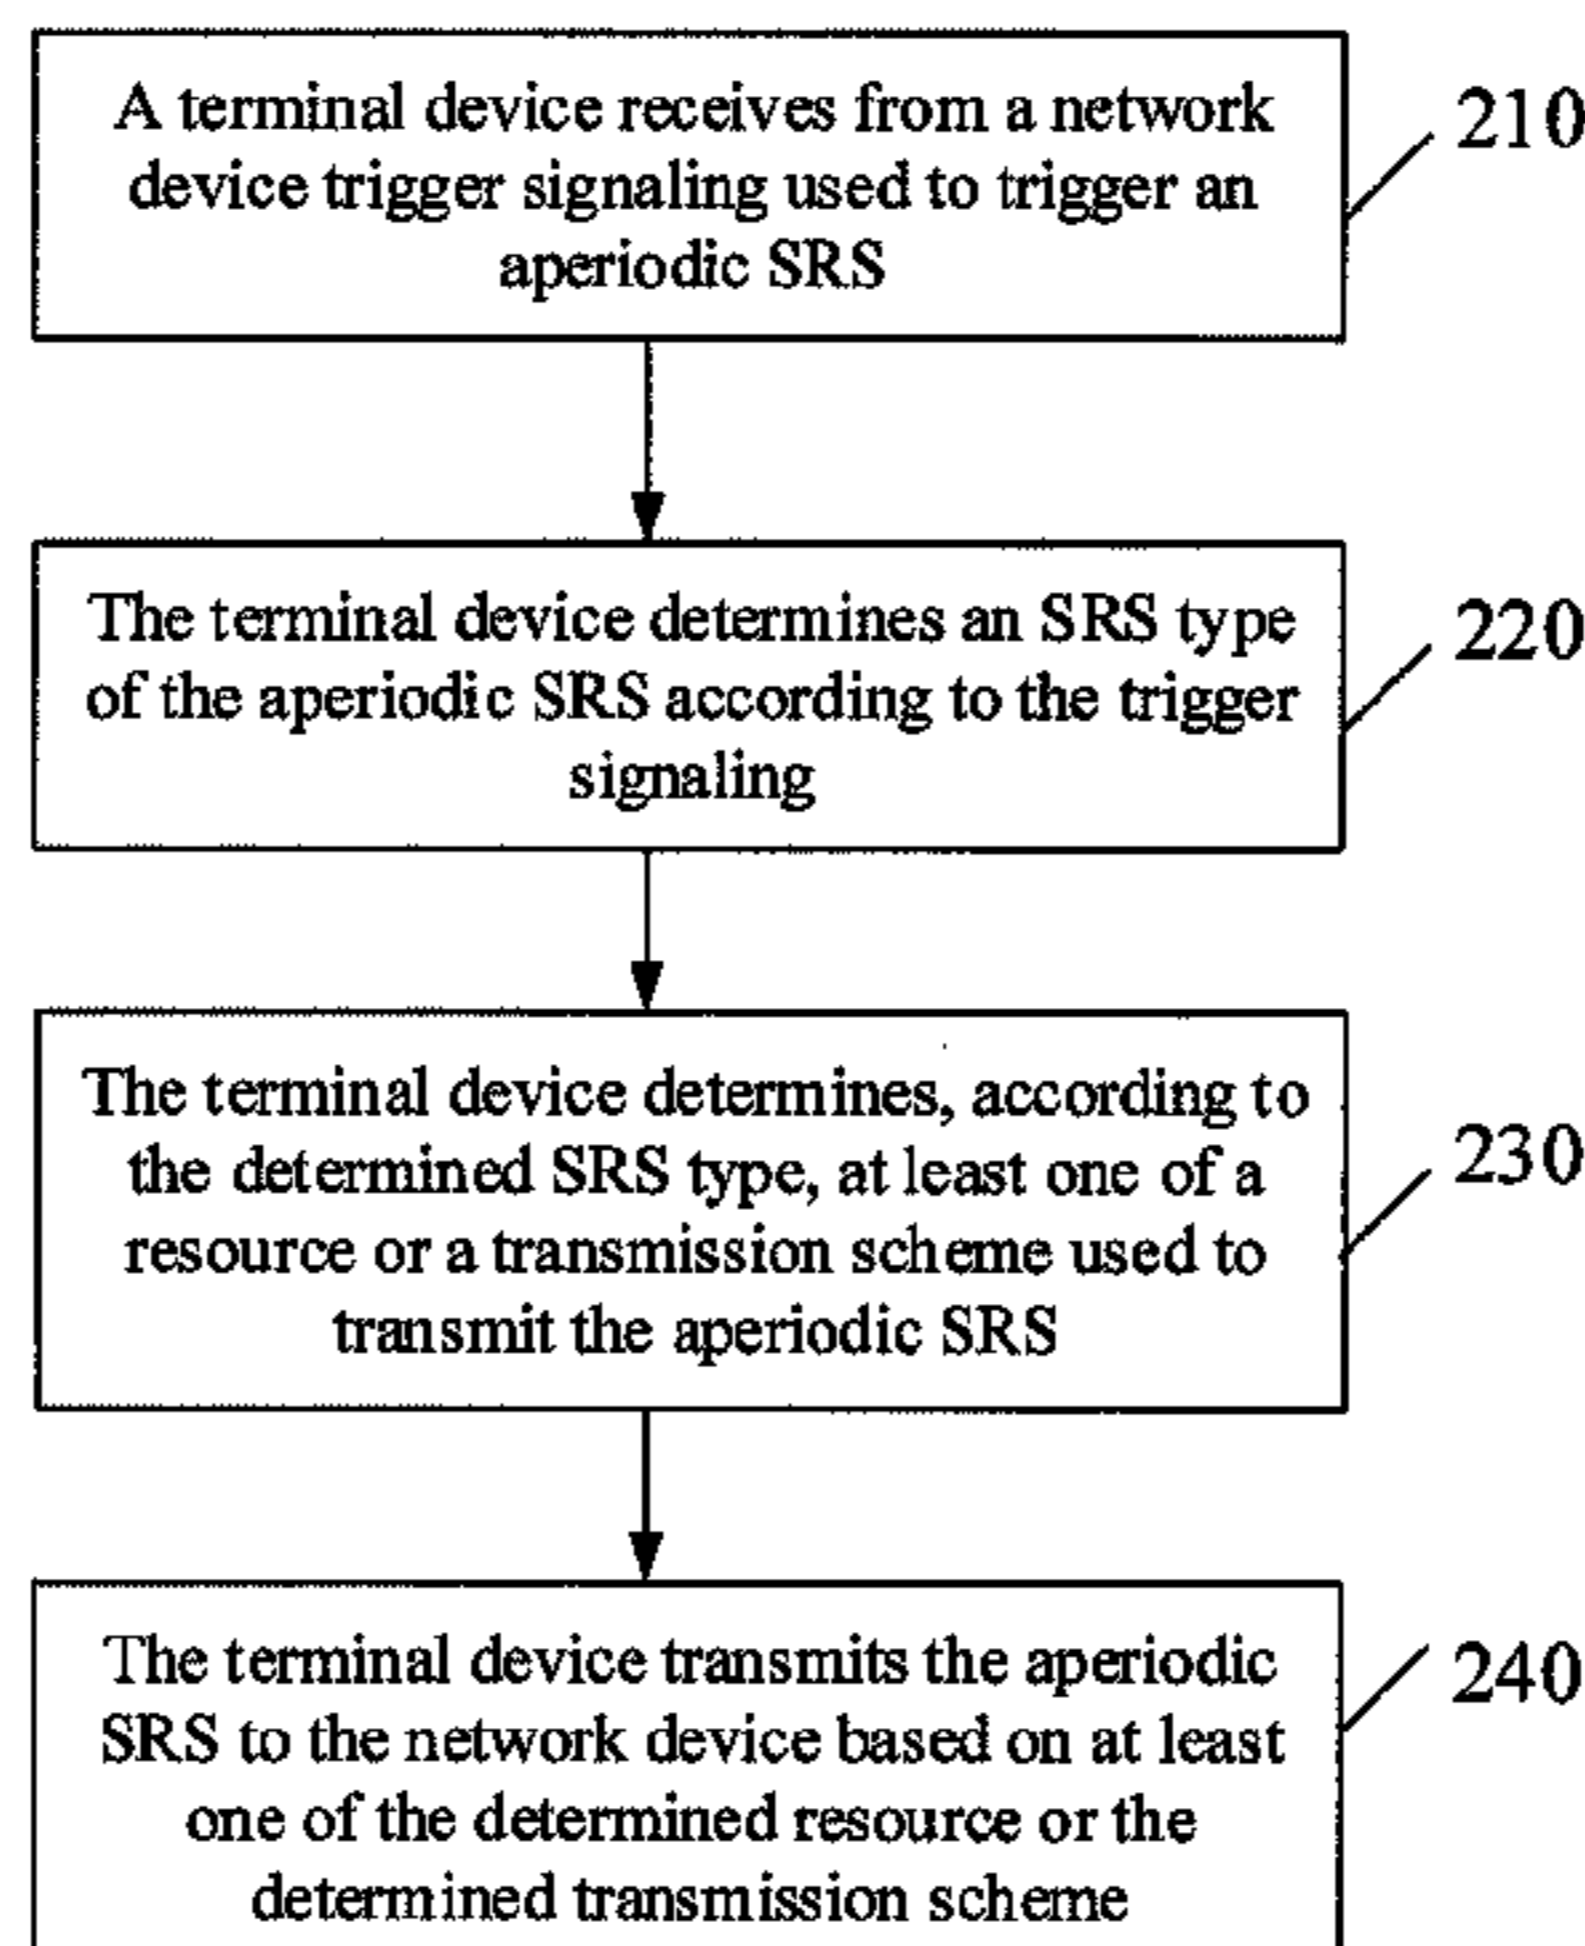 A terminal device receives from a network
device trigger signaling used to trigger an
aperiodic SRS
210
The terminal device determines an SRS type
of the aperiodic SRS according to the trigger
signaling
220
The terminal device determines, according to
the determined SRS type, at least one of a
resource or a transmission scheme used to
transmit the aperiodic SRS
230
The terminal device transmits the aperiodic
SRS to the network device based on at least
one of the determined resource or the
determined transmission scheme
240